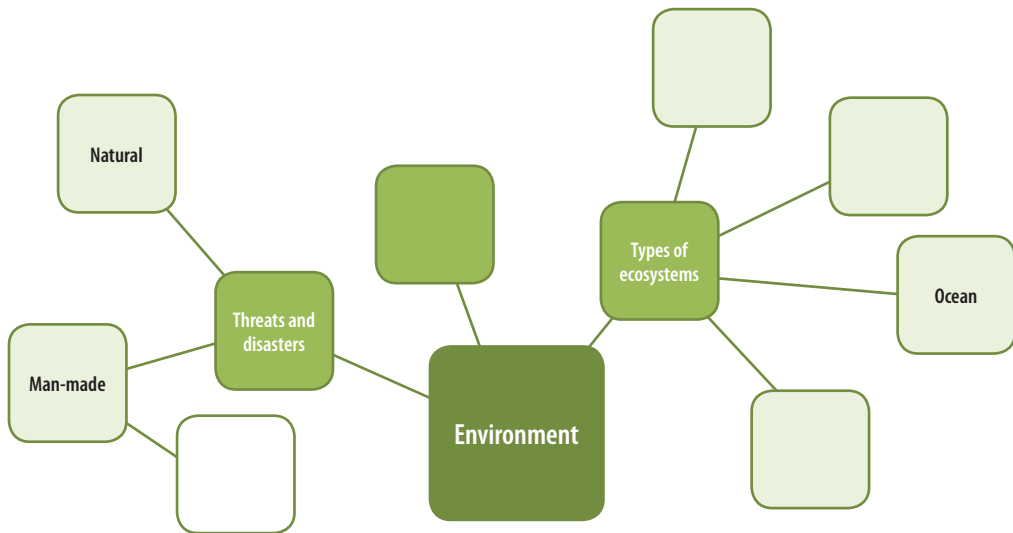 Natural
Types of
ecosystems
Ocean
Threats and
disasters
Man-made
Environment